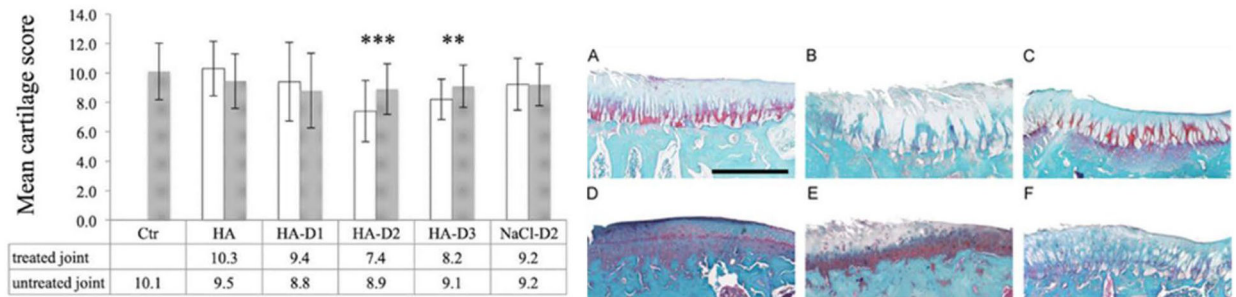 Mean cartilage score
14.0
12.0
10.0
8.0
6.0
4.0
2.0
0.0
*** **
Ctr HA HA-D1 HA-D2 HA-D3 NaCl-D2
treated joint 10.3 9.4 7.4 8.2 9.2
untreated joint 10.1 9.5 8.8 8.9 9.1 9.2
A B C
D E F